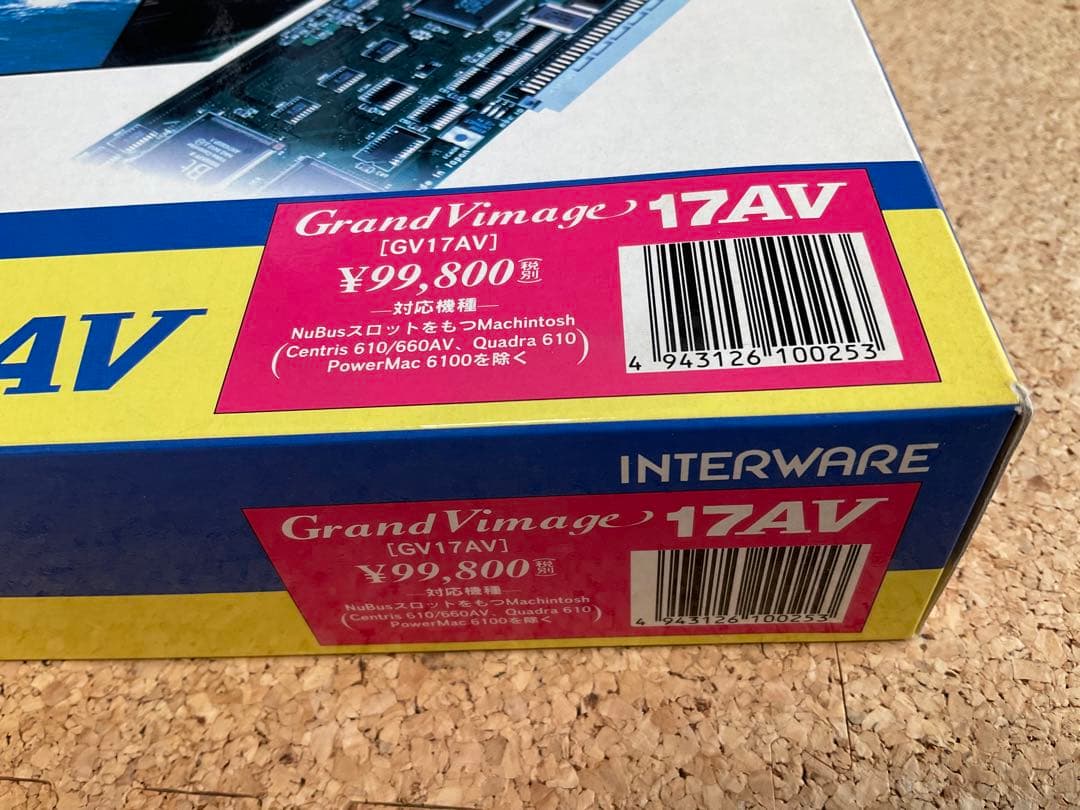 Grand Vimage 17AV
[GV17AV]
¥99,800(税別)
―対応機種―
NuBusスロットをもつMachintosh
(Centris 610/660AV、Quadra 610)
PowerMac 6100を除く
4 943126 100253
AV
INTERWARE
Grand Vimage 17AV
[GV17AV]
¥99,800(税別)
―対応機種―
NuBusスロットをもつMachintosh
(Centris 610/660AV、Quadra 610)
PowerMac 6100を除く
4 943126 100253